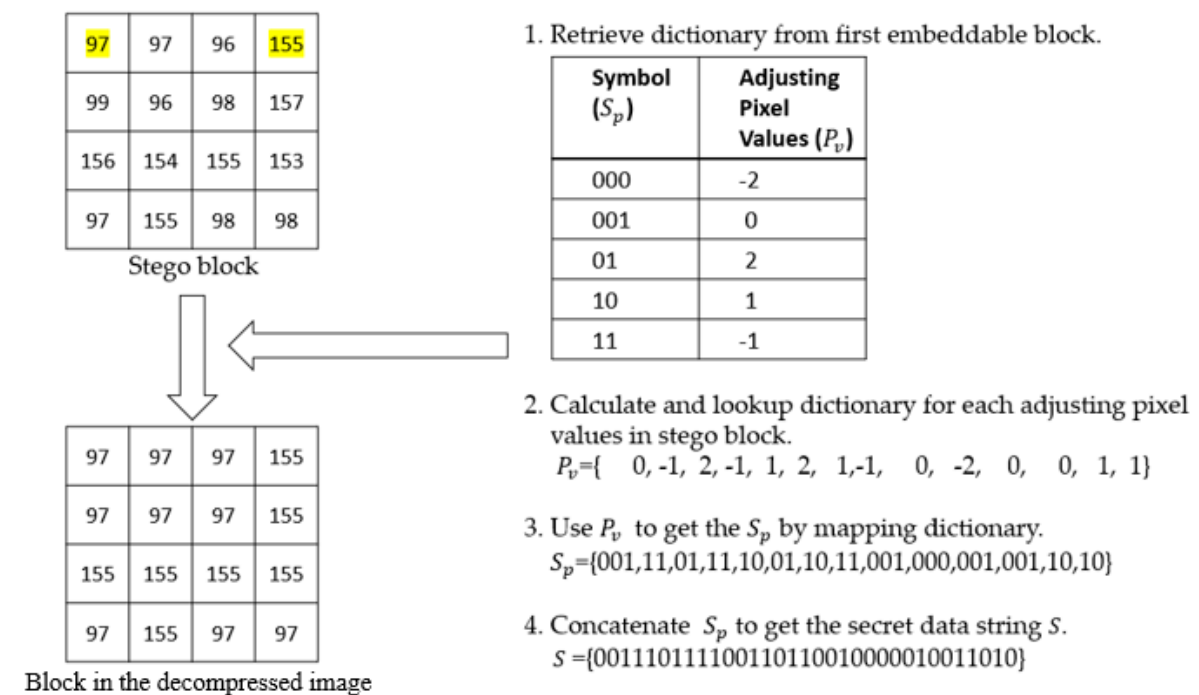 97 97 96 155
99 96 98 157
156 154 155 153
97 155 98 98
Stego block
97 97 97 155
97 97 97 155
155 155 155 155
97 155 97 97
Block in the decompressed image
1. Retrieve dictionary from first embeddable block.
Symbol (Sₚ) Adjusting Pixel Values (Pᵥ)
000 -2
001 0
01 2
10 1
11 -1
2. Calculate and lookup dictionary for each adjusting pixel
values in stego block.
Pᵥ={ 0, -1, 2, -1, 1, 2, 1,-1, 0, -2, 0, 0, 1, 1}
3. Use Pᵥ to get the Sₚ by mapping dictionary.
Sₚ={001,11,01,11,10,01,10,11,001,000,001,001,10,10}
4. Concatenate Sₚ to get the secret data string S.
S ={00111011110011011001000001001​1010}